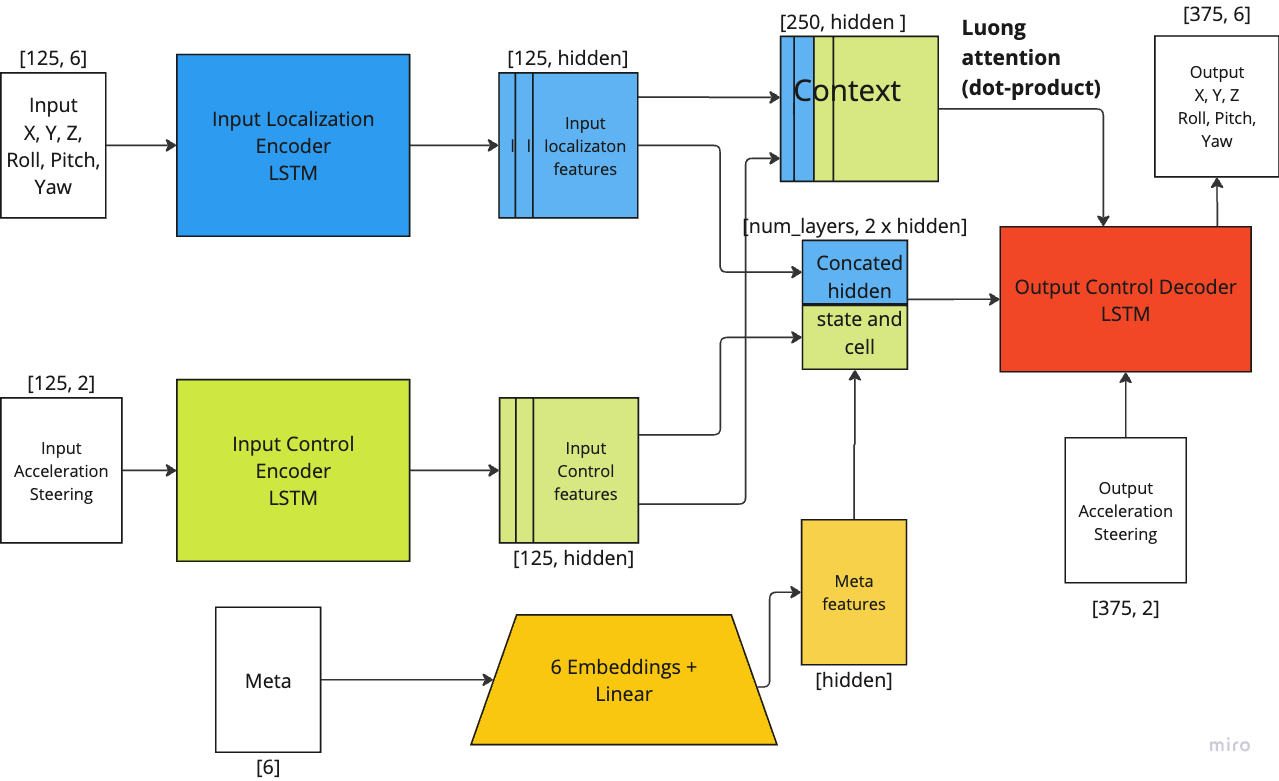 [125, 6]
Input
X, Y, Z,
Roll, Pitch,
Yaw
Input Localization
Encoder
LSTM
[125, hidden]
I
I
Input
localizaton
features
[250, hidden ]
Context
Luong
attention
(dot-product)
[375, 6]
Output
X, Y, Z
Roll, Pitch,
Yaw
[num_layers, 2 x hidden]
Concated
hidden
state and
cell
Output Control Decoder
LSTM
[125, 2]
Input
Acceleration
Steering
Input Control
Encoder
LSTM
Input
Control
features
[125, hidden]
Output
Acceleration
Steering
[375, 2]
Meta
[6]
6 Embeddings +
Linear
Meta
features
[hidden]
miro